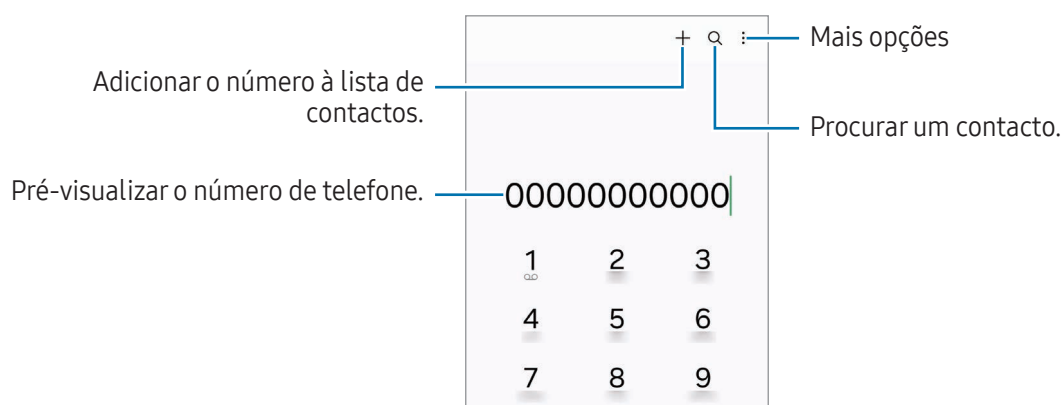 Mais opções
Adicionar o número à lista de
contactos.
Procurar um contacto.
Pré-visualizar o número de telefone.
00000000000
1 2 3
4 5 6
7 8 9